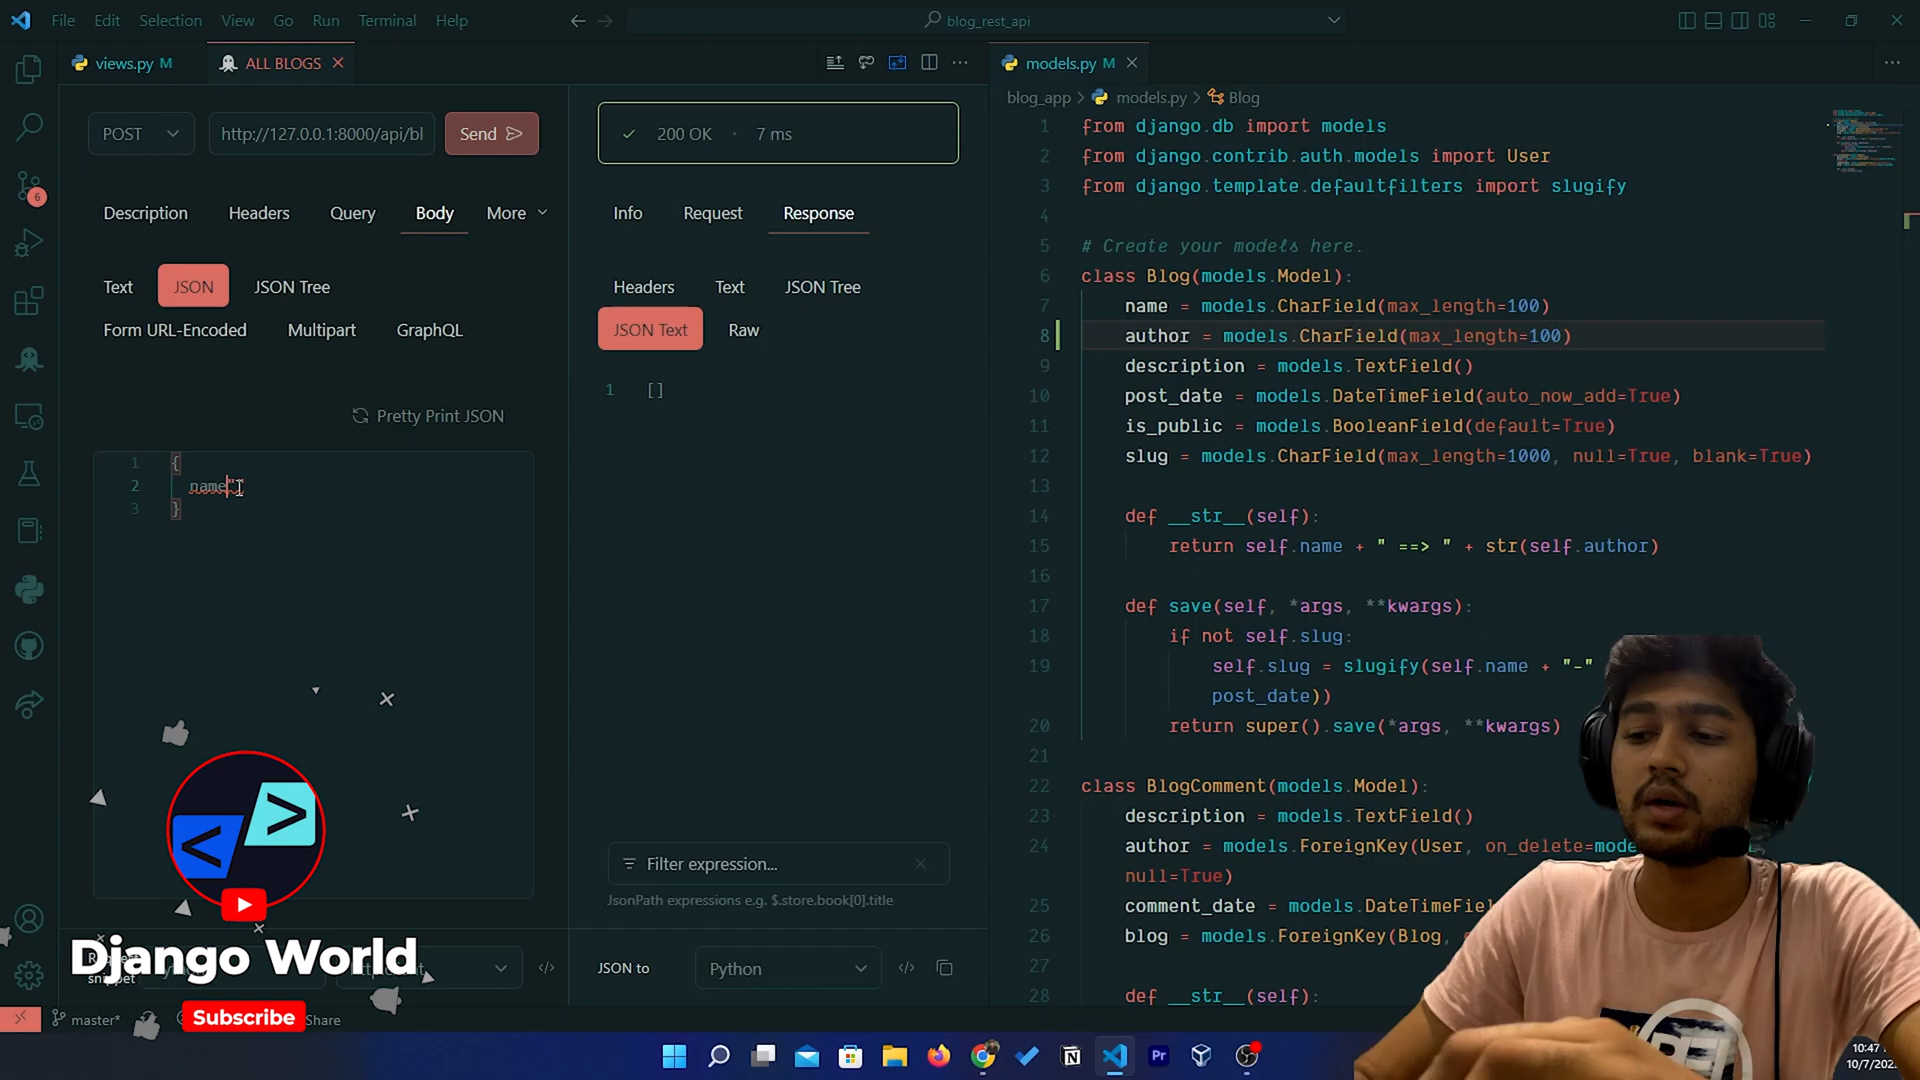 File Edit Selection View Go Run Terminal Help
blog_rest_api
views.py M
ALL BLOGS
POST
http://127.0.0.1:8000/api/bl
Send
Description Headers Query Body More
Text JSON JSON Tree
Form URL-Encoded Multipart GraphQL
Pretty Print JSON
1 {
2 name"
3 }
6
200 OK · 7 ms
Info Request Response
Headers Text JSON Tree
JSON Text Raw
1 []
Filter expression...
JsonPath expressions e.g. $.store.book[0].title
JSON to Python
models.py M
blog_app > models.py > Blog
1 from django.db import models
2 from django.contrib.auth.models import User
3 from django.template.defaultfilters import slugify
4
5 # Create your models here.
6 class Blog(models.Model):
7 name = models.CharField(max_length=100)
8 author = models.CharField(max_length=100)
9 description = models.TextField()
10 post_date = models.DateTimeField(auto_now_add=True)
11 is_public = models.BooleanField(default=True)
12 slug = models.CharField(max_length=1000, null=True, blank=True)
13
14 def __str__(self):
15 return self.name + " ==> " + str(self.author)
16
17 def save(self, *args, **kwargs):
18 if not self.slug:
19 self.slug = slugify(self.name + "-"
post_date))
20 return super().save(*args, **kwargs)
21
22 class BlogComment(models.Model):
23 description = models.TextField()
24 author = models.ForeignKey(User, on_delete=mode
null=True)
25 comment_date = models.DateTimeFiel
26 blog = models.ForeignKey(Blog,
27
28 def __str__(self):
Django World
snippet
Subscribe
master*
Share
10:47
10/7/202